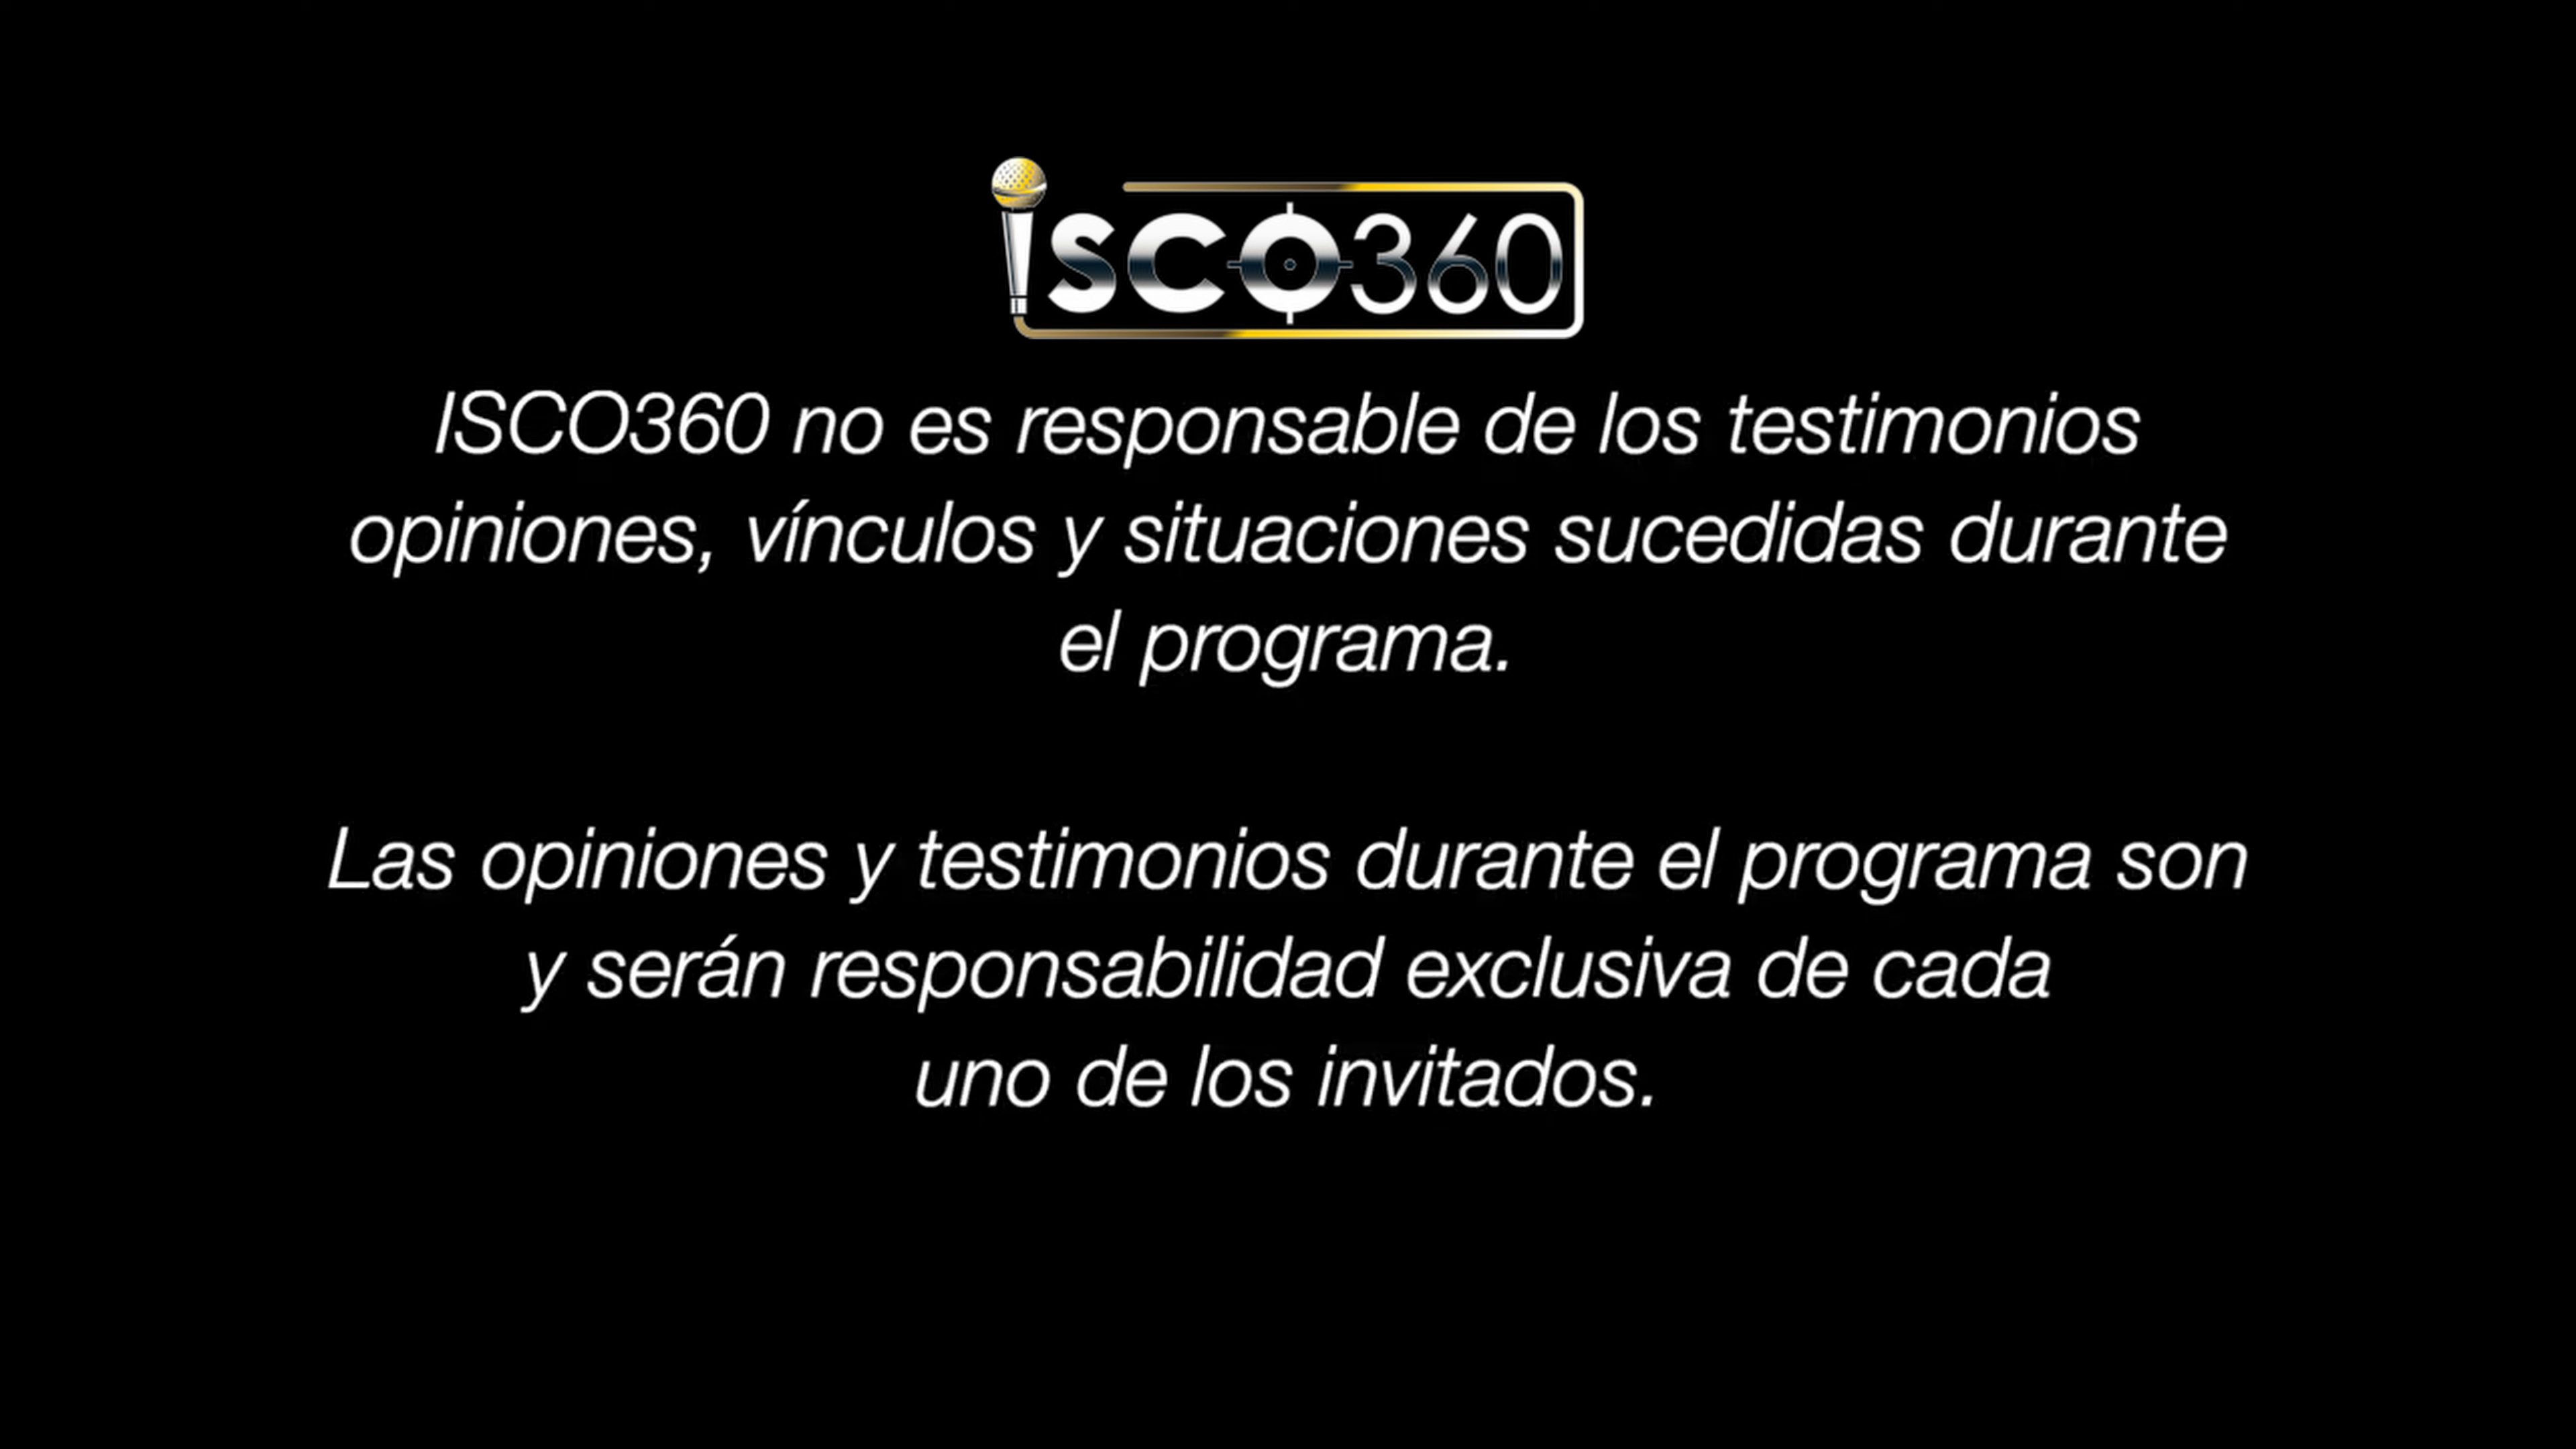 ISCO360
ISCO360 no es responsable de los testimonios
opiniones, vínculos y situaciones sucedidas durante
el programa.
Las opiniones y testimonios durante el programa son
y serán responsabilidad exclusiva de cada
uno de los invitados.